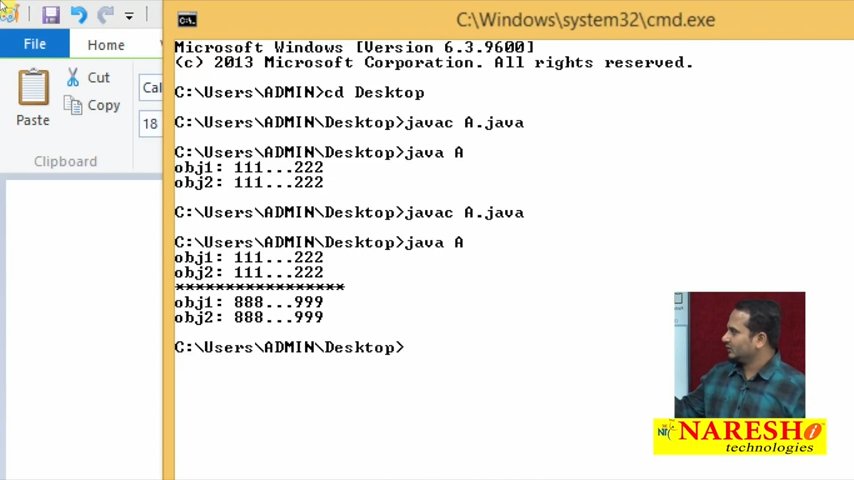 C:\Windows\system32\cmd.exe
File
Home
Cut
Copy
Paste
Cal
18
Clipboard
Microsoft Windows [Version 6.3.9600]
(c) 2013 Microsoft Corporation. All rights reserved.
C:\Users\ADMIN>cd Desktop
C:\Users\ADMIN\Desktop>javac A.java
C:\Users\ADMIN\Desktop>java A
obj1: 111...222
obj2: 111...222
C:\Users\ADMIN\Desktop>javac A.java
C:\Users\ADMIN\Desktop>java A
obj1: 111...222
obj2: 111...222
********************
obj1: 888...999
obj2: 888...999
C:\Users\ADMIN\Desktop>
NARESH i
technologies